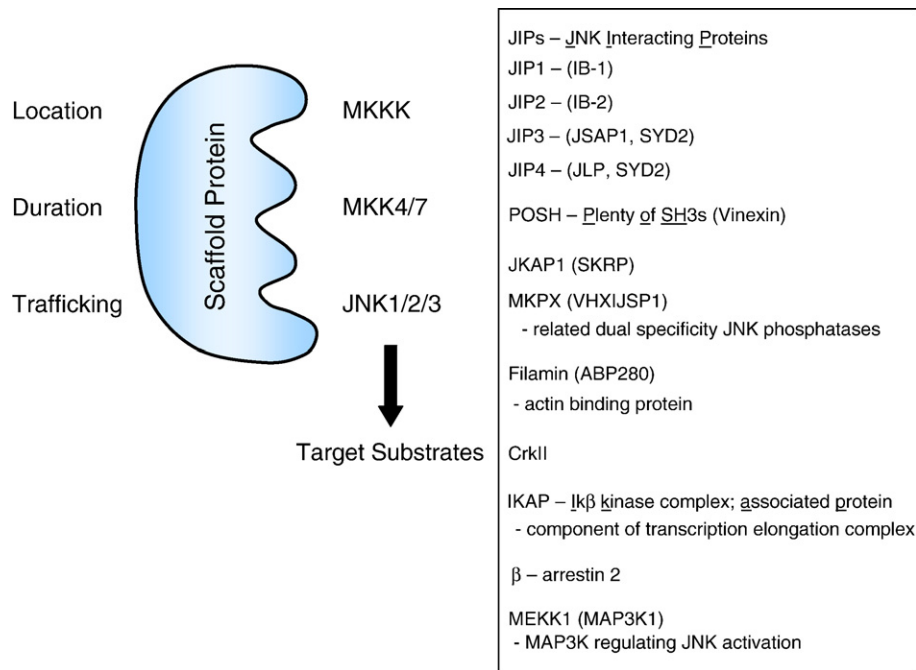 Location
Duration
Trafficking
Scaffold Protein
MKKK
MKK4/7
JNK1/2/3
Target Substrates
JIPs – JNK Interacting Proteins
JIP1 – (IB-1)
JIP2 – (IB-2)
JIP3 – (JSAP1, SYD2)
JIP4 – (JLP, SYD2)
POSH – Plenty of SH3s (Vinexin)
JKAP1 (SKRP)
MKPX (VHXIJSP1)
- related dual specificity JNK phosphatases
Filamin (ABP280)
- actin binding protein
CrkII
IKAP – Ikβ kinase complex; associated protein
- component of transcription elongation complex
β – arrestin 2
MEKK1 (MAP3K1)
- MAP3K regulating JNK activation